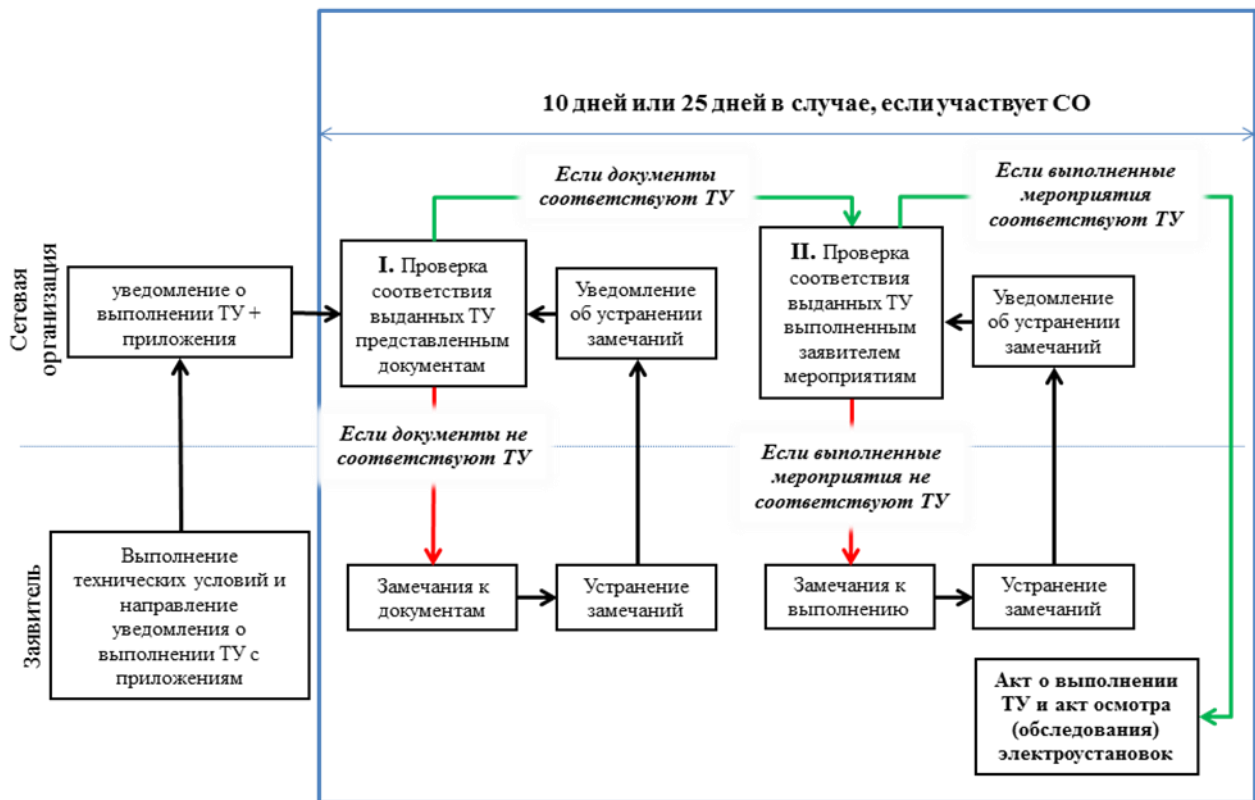 10 дней или 25 дней в случае, если участвует СО
Если документы
соответствуют ТУ
Если выполненные
мероприятия
соответствуют ТУ
Сетевая
организация
уведомление о
выполнении ТУ +
приложения
I. Проверка
соответствия
выданных ТУ
представленным
документам
Уведомление
об устранении
замечаний
II. Проверка
соответствия
выданных ТУ
выполненным
заявителем
мероприятиям
Уведомление
об устранении
замечаний
Если документы не
соответствуют ТУ
Если выполненные
мероприятия не
соответствуют ТУ
Заявитель
Выполнение
технических условий и
направление
уведомления о
выполнении ТУ с
приложениям
Замечания к
документам
Устранение
замечаний
Замечания к
выполнению
Устранение
замечаний
Акт о выполнении
ТУ и акт осмотра
(обследования)
электроустановок